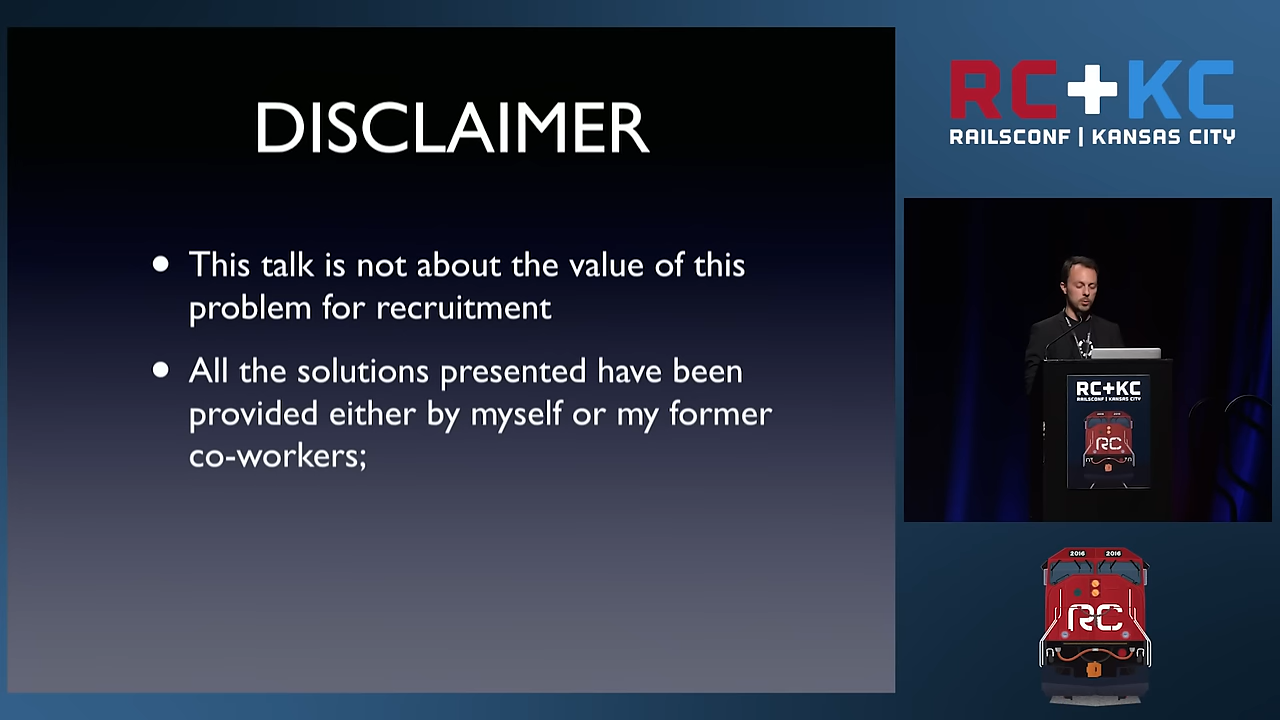 DISCLAIMER
• This talk is not about the value of this
problem for recruitment
• All the solutions presented have been
provided either by myself or my former
co-workers;
RC+KC
RAILSCONF | KANSAS CITY
RC+KC
RAILSCONF | KANSAS CITY
RC
2016 2016
RC